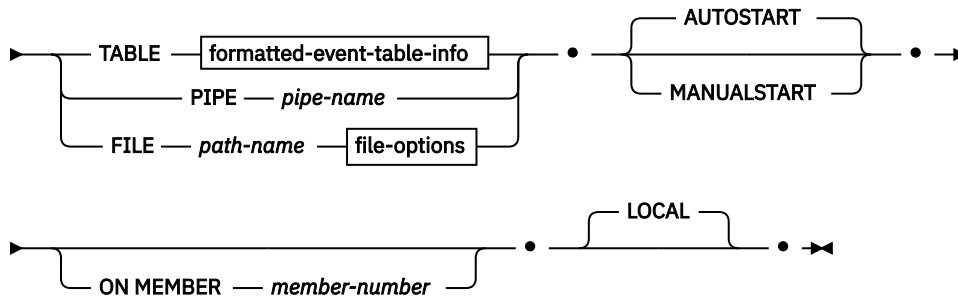 AUTOSTART
TABLE formatted-event-table-info
MANUALSTART
PIPE pipe-name
FILE path-name file-options
LOCAL
ON MEMBER member-number